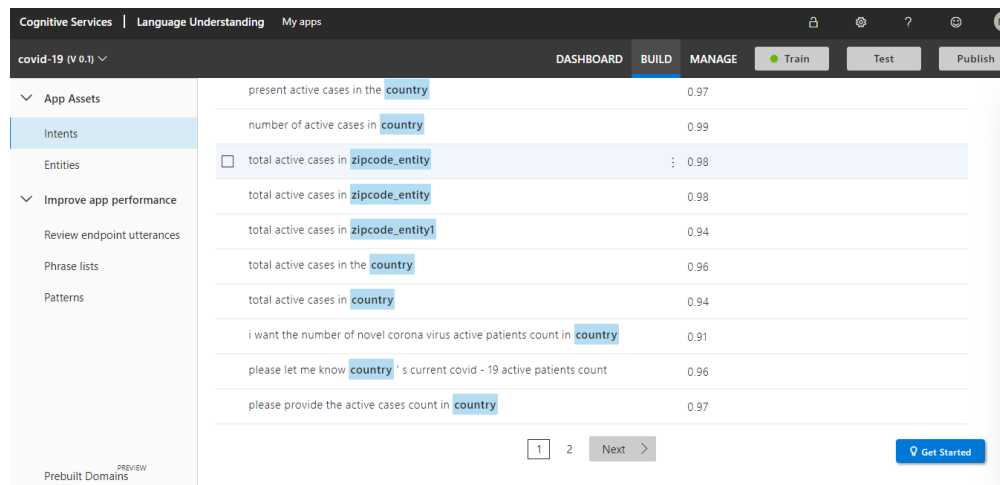 Cognitive Services | Language Understanding My apps
covid-19 (V 0.1) DASHBOARD BUILD MANAGE Train Test Publish
App Assets
Intents
Entities
Improve app performance
Review endpoint utterances
Phrase lists
Patterns
Prebuilt Domains PREVIEW
present active cases in the country 0.97
number of active cases in country 0.99
total active cases in zipcode_entity 0.98
total active cases in zipcode_entity 0.98
total active cases in zipcode_entity1 0.94
total active cases in the country 0.96
total active cases in country 0.94
i want the number of novel corona virus active patients count in country 0.91
please let me know country ' s current covid - 19 active patients count 0.96
please provide the active cases count in country 0.97
1 2 Next
Get Started